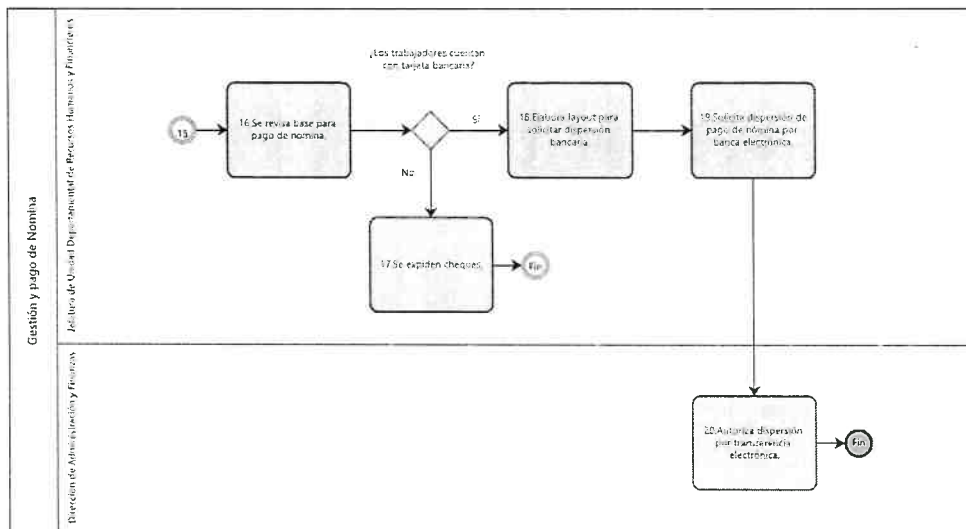 Gestión y pago de Nomina
Jefatura de Unidad Departamental de Recursos Humanos y Financieros
¿Los trabajadores cuentan
con tarjeta bancaria?
15
16.Se revisa base para
pago de nomina.
Sí
18.Elabora layout para
solicitar dispersión
bancaria.
19.Solicita dispersión de
pago de nómina por
banca electrónica.
No
17.Se expiden cheques.
Fin
Dirección de Administración y Finanzas
20.Autoriza dispersión
por transferencia
electrónica.
Fin